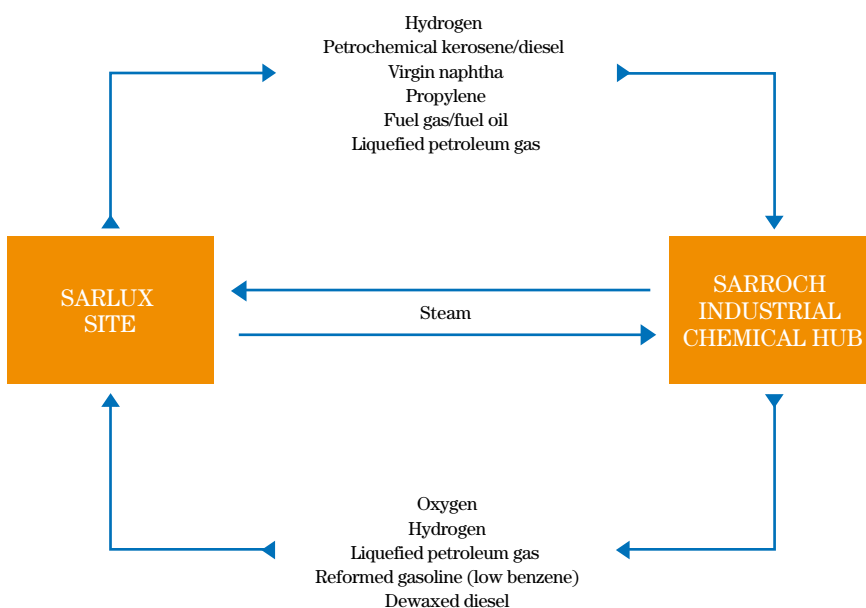 Hydrogen
Petrochemical kerosene/diesel
Virgin naphtha
Propylene
Fuel gas/fuel oil
Liquefied petroleum gas
SARLUX
SITE
Steam
SARROCH
INDUSTRIAL
CHEMICAL HUB
Oxygen
Hydrogen
Liquefied petroleum gas
Reformed gasoline (low benzene)
Dewaxed diesel